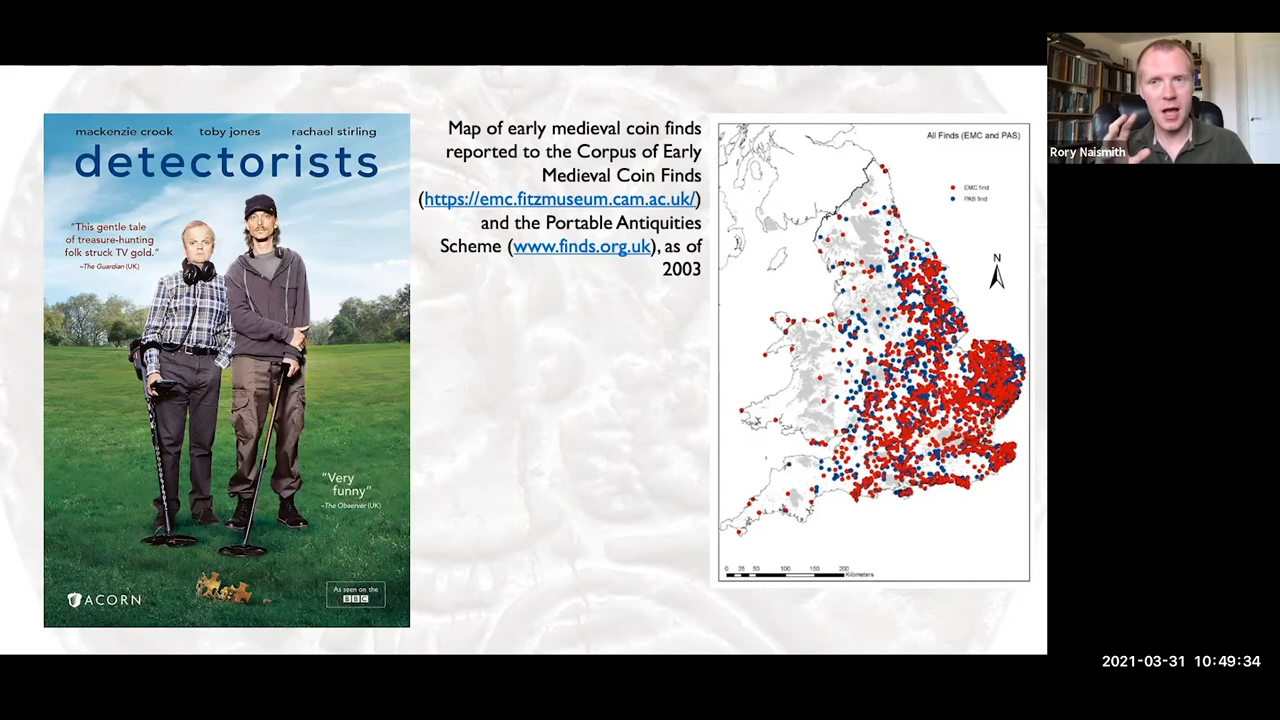 mackenzie crook toby jones rachael stirling
detectorists
"This gentle tale
of treasure-hunting
folk struck TV gold."
–The Guardian (UK)
"Very
funny"
–The Observer (UK)
ACORN
As seen on the
BBC
Map of early medieval coin finds
reported to the Corpus of Early
Medieval Coin Finds
(https://emc.fitzmuseum.cam.ac.uk/)
and the Portable Antiquities
Scheme (www.finds.org.uk), as of
2003
All Finds (EMC and PAS)
EMC find
PAS find
N
0 25 50 100 150 200
Kilometers
Rory Naismith
2021-03-31 10:49:34